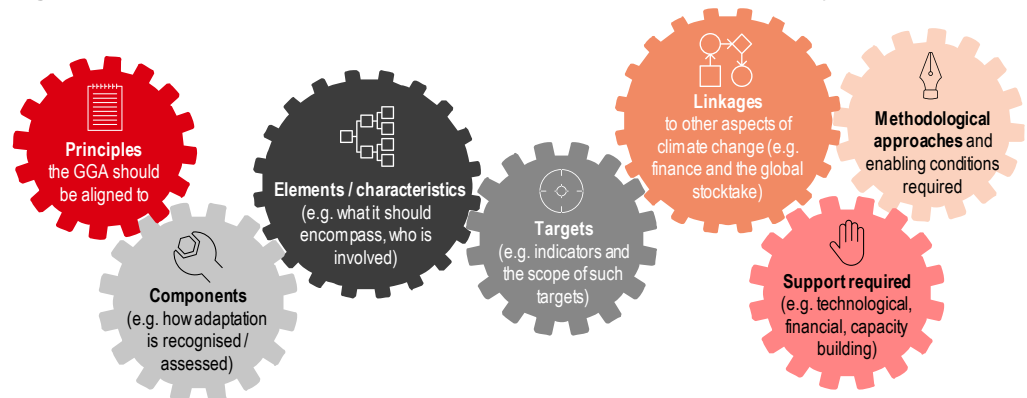 Principles
the GGA should
be aligned to
Components
(e.g. how adaptation
is recognised /
assessed)
Elements / characteristics
(e.g. what it should
encompass, who is
involved)
Targets
(e.g. indicators and
the scope of such
targets)
Linkages
to other aspects of
climate change (e.g.
finance and the global
stocktake)
Support required
(e.g. technological,
financial, capacity
building)
Methodological
approaches and
enabling conditions
required